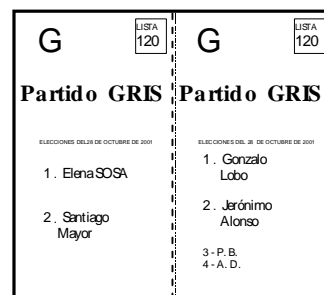 G
LISTA
120
Partido GRIS
ELECCIONES DEL 28 DE OCTUBRE DE 2001
1. Elena SOSA
2. Santiago
Mayor
G
LISTA
120
Partido GRIS
ELECCIONES DEL 28 DE OCTUBRE DE 2001
1. Gonzalo
Lobo
2. Jerónimo
Alonso
3 - P. B.
4 - A. D.